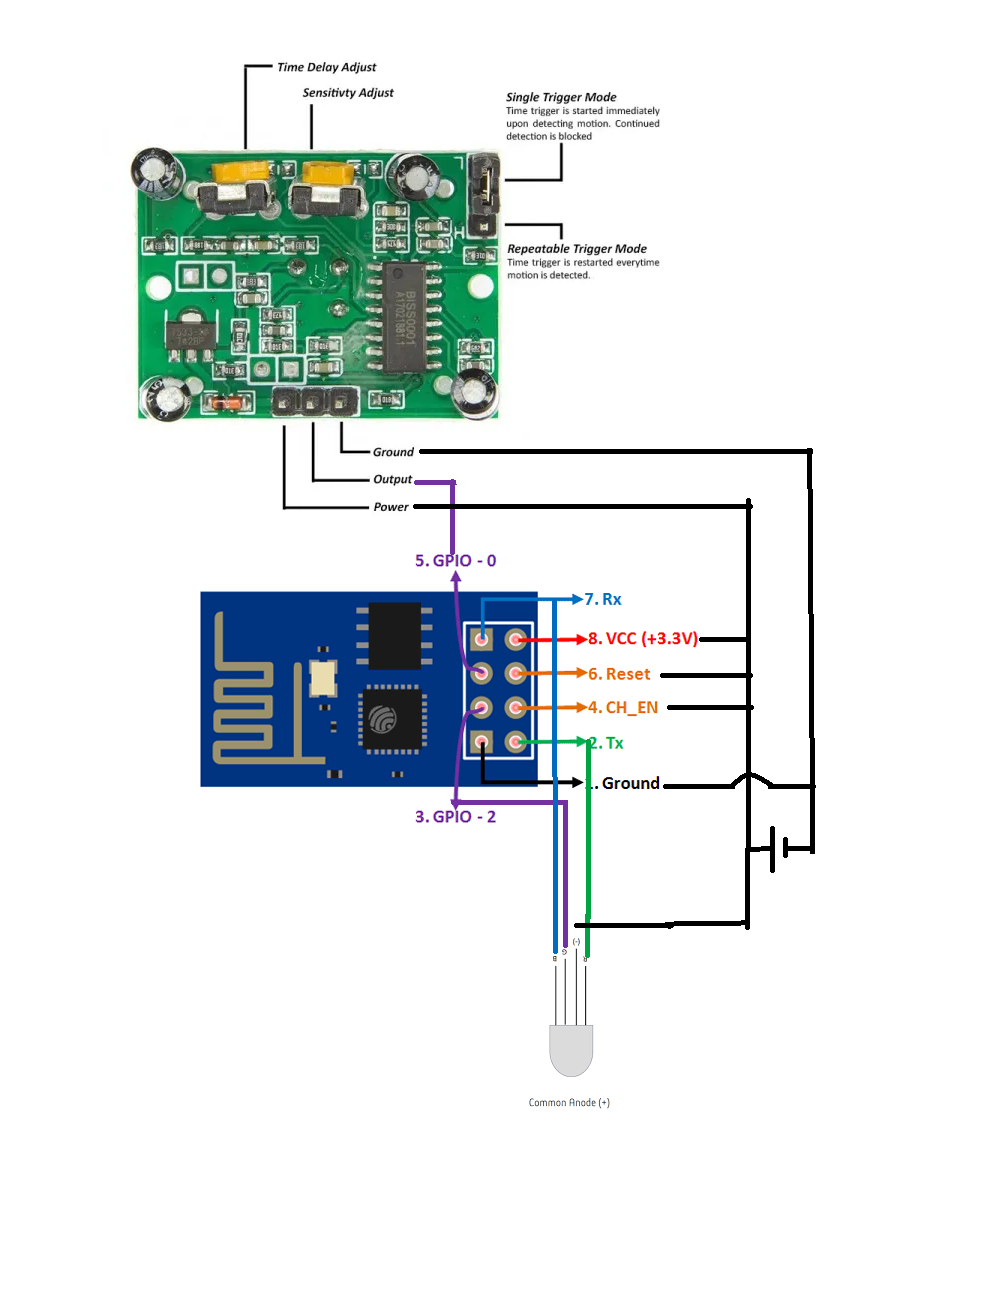 Time Delay Adjust
Sensitivty Adjust
Single Trigger Mode
Time trigger is started immediately
upon detecting motion. Continued
detection is blocked
Repeatable Trigger Mode
Time trigger is restarted everytime
motion is detected.
BISS0001
Ground
Output
Power
5. GPIO - 0
7. Rx
8. VCC (+3.3V)
6. Reset
4. CH_EN
2. Tx
1. Ground
3. GPIO - 2
(-)
B
G
R
Common Anode (+)